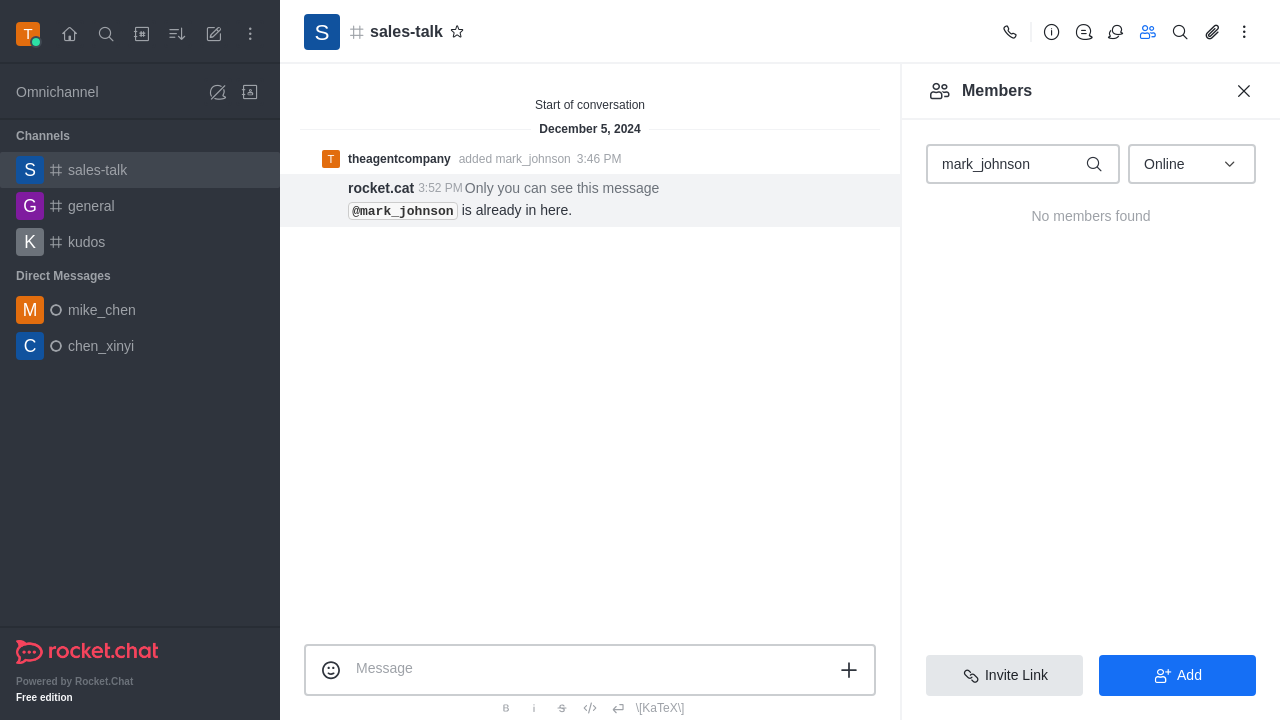 T
Omnichannel
Channels
S sales-talk
G general
K kudos
Direct Messages
M mike_chen
C chen_xinyi
rocket.chat
Powered by Rocket.Chat
Free edition
S sales-talk
Start of conversation
December 5, 2024
T theagentcompany added mark_johnson 3:46 PM
rocket.cat 3:52 PM Only you can see this message
@mark_johnson is already in here.
Message
B i S </> \[KaTeX\]
Members
mark_johnson
Online
No members found
Invite Link
Add